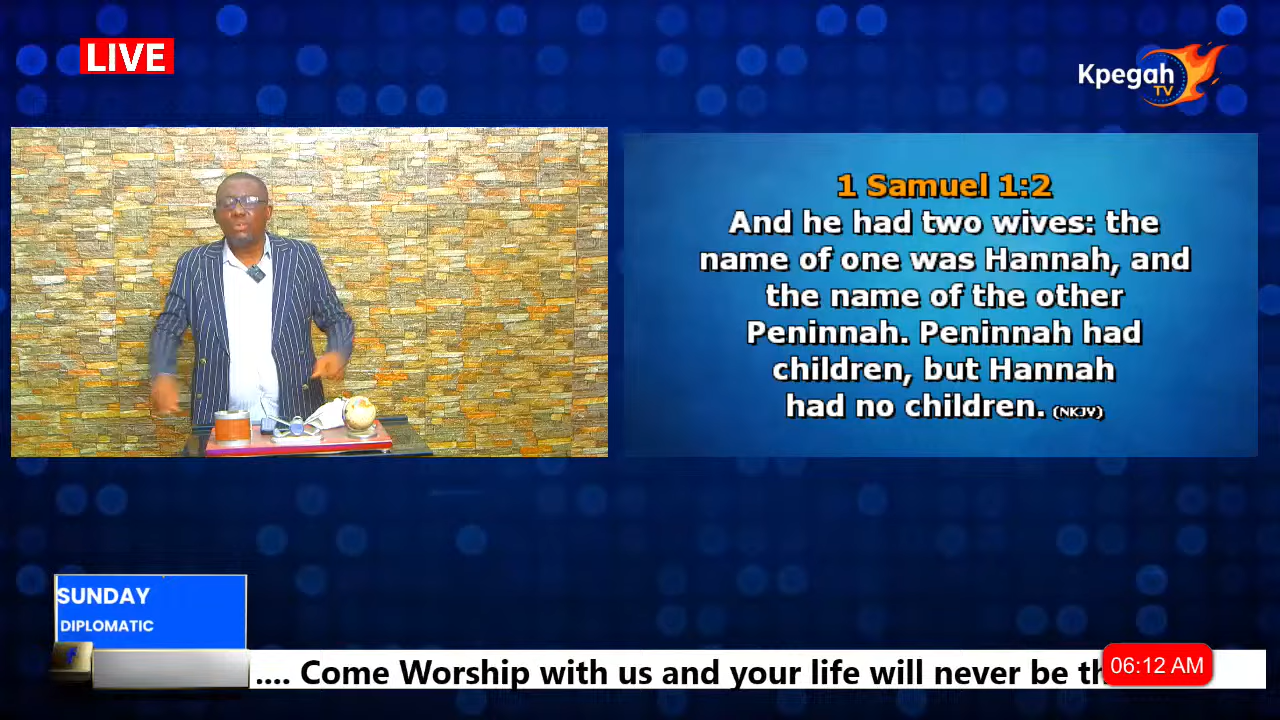 LIVE
Kpegah
TV
1 Samuel 1:2
And he had two wives: the
name of one was Hannah, and
the name of the other
Peninnah. Peninnah had
children, but Hannah
had no children. (NKJV)
SUNDAY
DIPLOMATIC
f
.... Come Worship with us and your life will never be th
06:12 AM